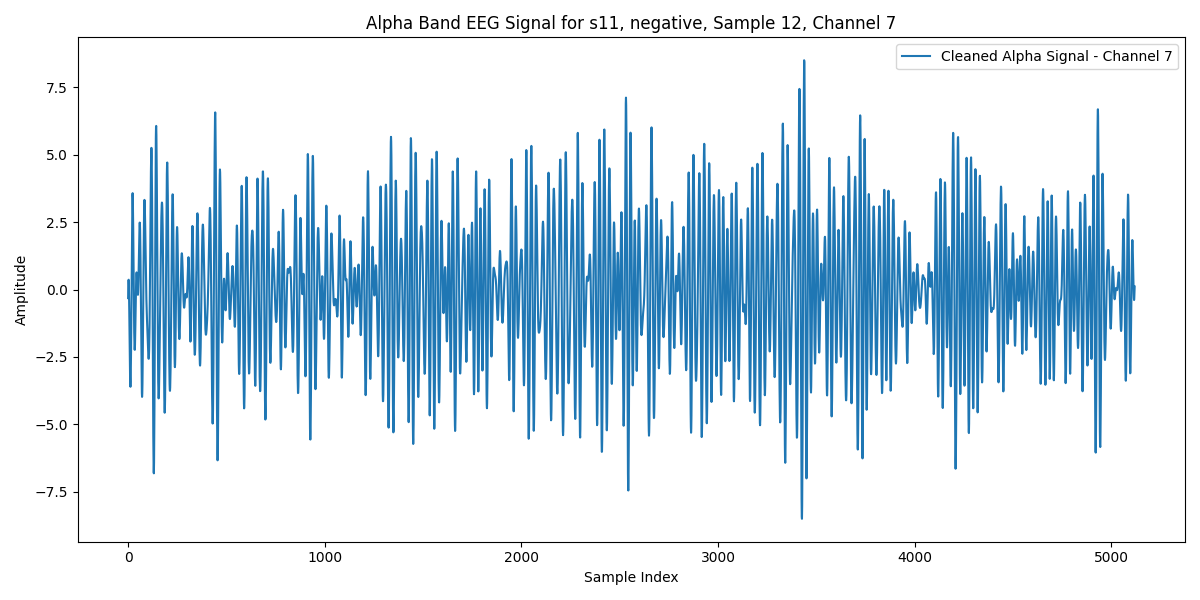 Alpha Band EEG Signal for s11, negative, Sample 12, Channel 7
Cleaned Alpha Signal - Channel 7
Amplitude
7.5
5.0
2.5
0.0
−2.5
−5.0
−7.5
0 1000 2000 3000 4000 5000
Sample Index